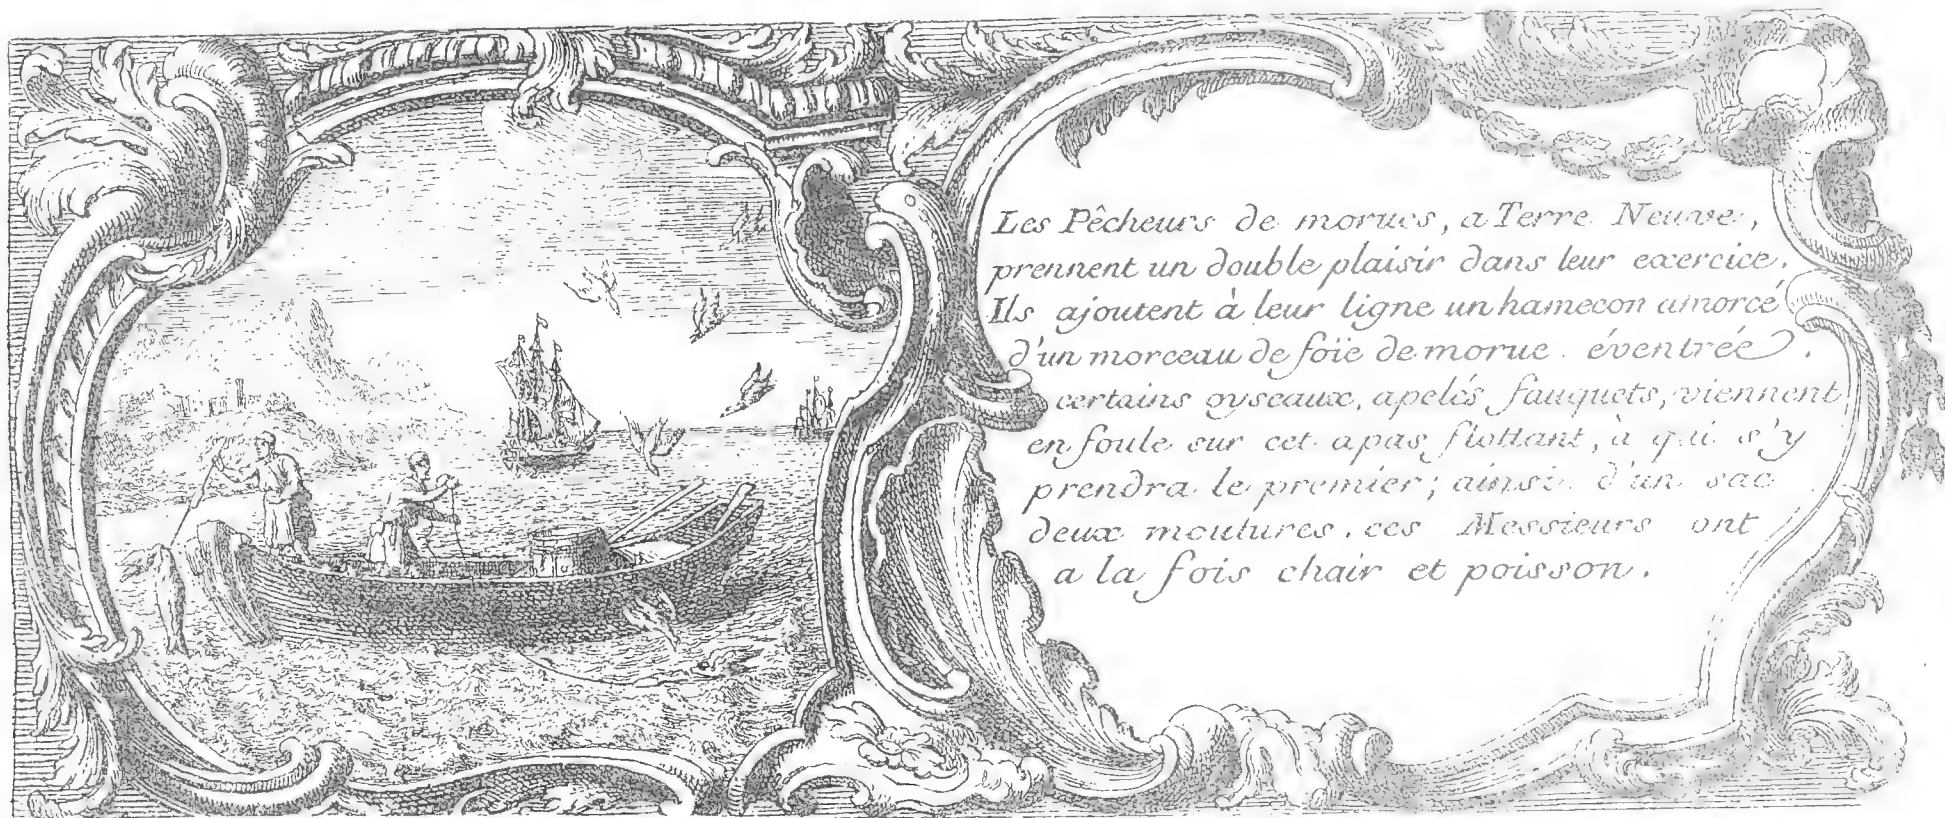 Les Pêcheurs de morues, a Terre Neuve,
prennent un double plaisir dans leur exercice.
Ils ajoutent à leur ligne un hamecon amorcé
d'un morceau de foïe de morue éventrée.
certains oyseaux, apelés fauquets, viennent
en foule sur cet apas flottant, à qui s'y
prendra le premier; ainsi d'un sac
deux moutures, ces Messieurs ont
a la fois chair et poisson.